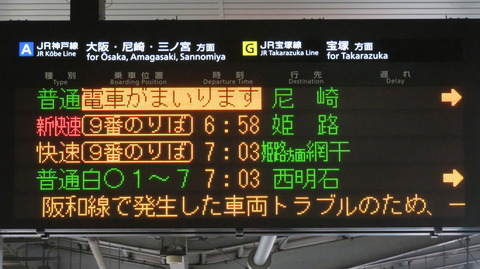 A JR神戸線 大阪・尼崎・三ノ宮 方面 G JR宝塚線 宝塚 方面
JR Kōbe Line for Osaka, Amagasaki, Sannomiya JR Takarazuka Line for Takarazuka
種別 乗車位置 時刻 行先 遅れ
Type Boarding Position Departure Time Destination Delay
普通 電車がまいります 尼崎 →
新快速 9番のりば 6:58 姫路
快速 9番のりば 7:03 姫路方面網干
普通 白○1～7 7:03 西明石 →
阪和線で発生した車両トラブルのため、一